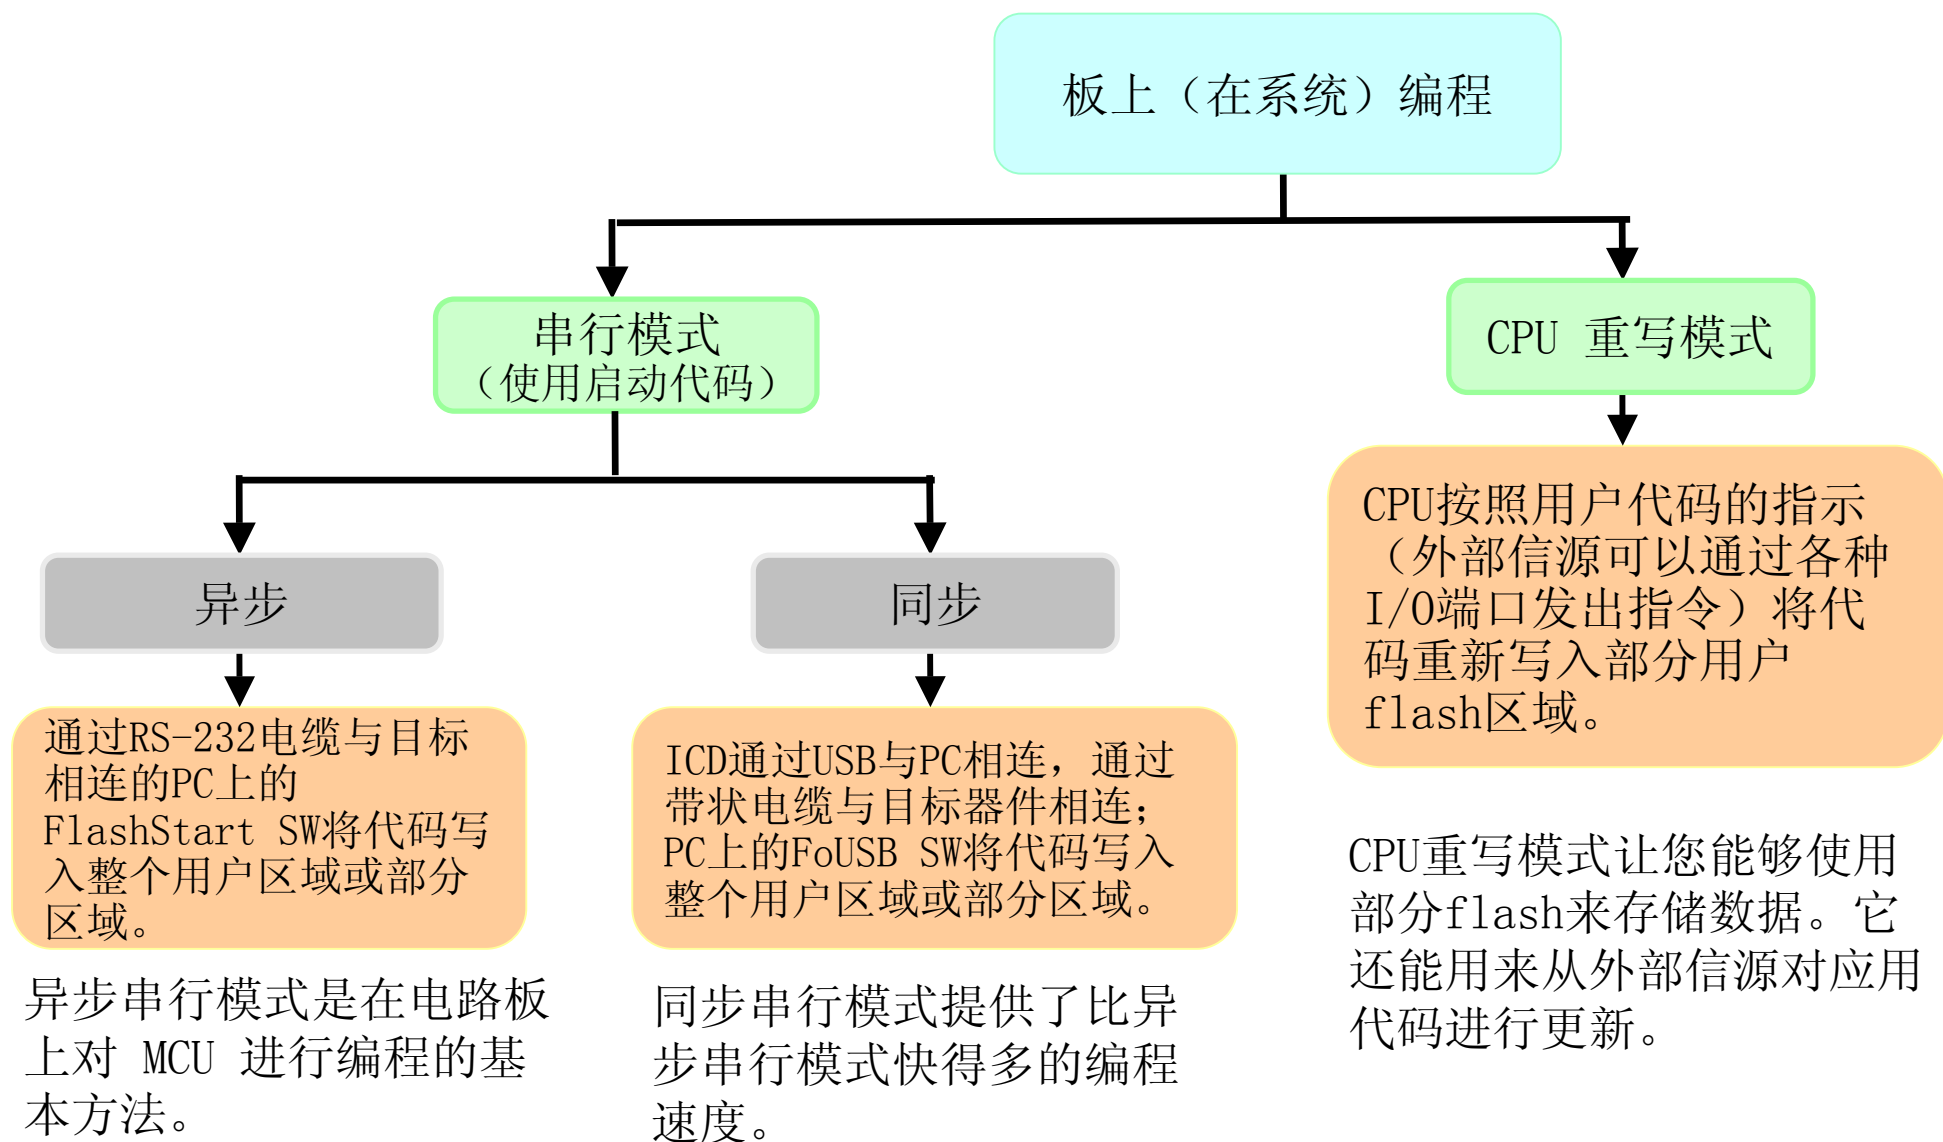 板上（在系统）编程
串行模式
（使用启动代码）
CPU 重写模式
异步
同步
通过RS-232电缆与目标
相连的PC上的
FlashStart SW将代码写
入整个用户区域或部分
区域。
ICD通过USB与PC相连，通过
带状电缆与目标器件相连；
PC上的FoUSB SW将代码写入
整个用户区域或部分区域。
CPU按照用户代码的指示
（外部信源可以通过各种
I/O端口发出指令）将代
码重新写入部分用户
flash区域。
异步串行模式是在电路板
上对 MCU 进行编程的基
本方法。
同步串行模式提供了比异
步串行模式快得多的编程
速度。
CPU重写模式让您能够使用
部分flash来存储数据。它
还能用来从外部信源对应用
代码进行更新。